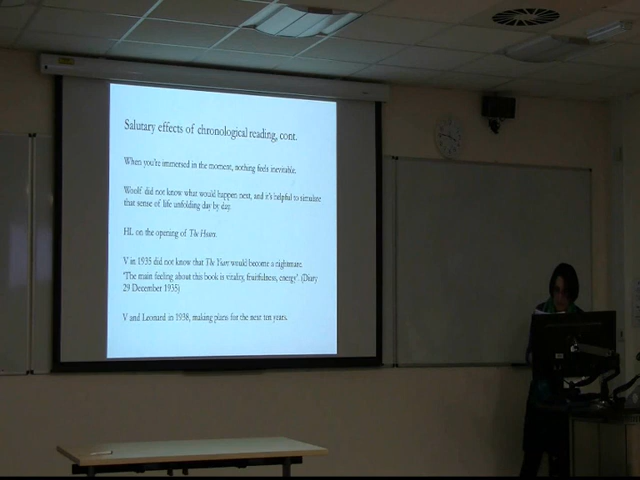 Salutary effects of chronological reading, cont.
When you're immersed in the moment, nothing feels inevitable.
Woolf did not know what would happen next, and it's helpful to simulate
that sense of life unfolding day by day.
HL on the opening of The Hours.
V in 1935 did not know that The Years would become a nightmare.
'The main feeling about this book is vitality, fruitfulness, energy'. (Diary
29 December 1935)
V and Leonard in 1938, making plans for the next ten years.